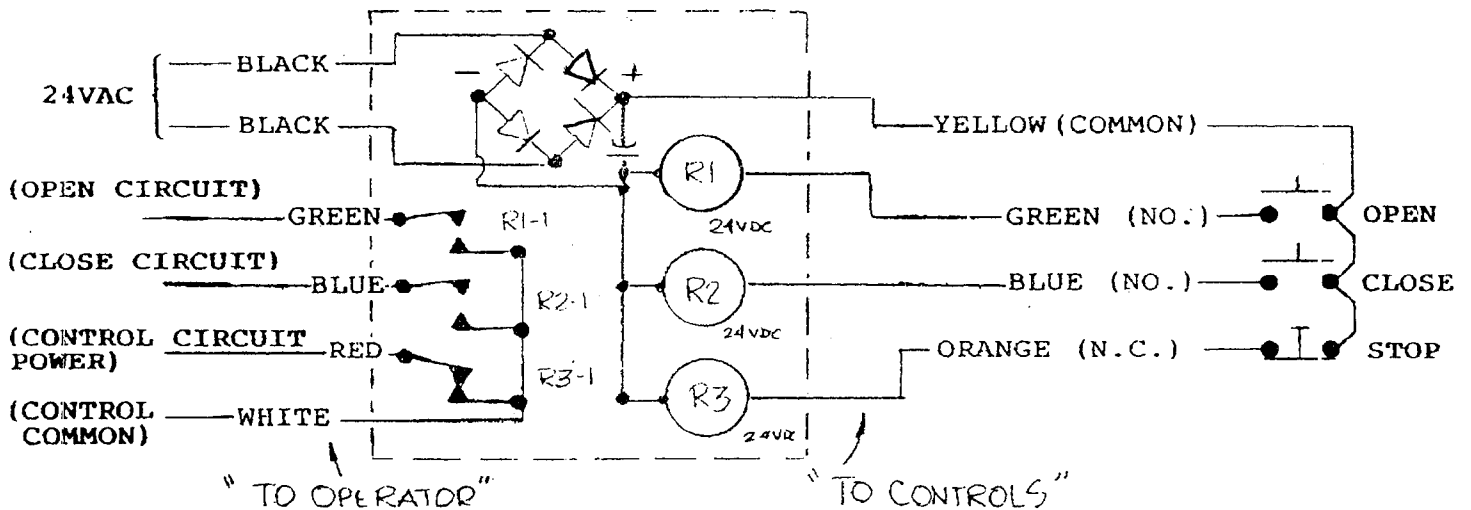 24VAC
BLACK
BLACK
−
+
YELLOW (COMMON)
R1
24VDC
(OPEN CIRCUIT)
GREEN
R1-1
GREEN (NO.)
OPEN
(CLOSE CIRCUIT)
BLUE
R2-1
R2
24VDC
BLUE (NO.)
CLOSE
(CONTROL CIRCUIT
POWER)
RED
R3-1
R3
24VDC
ORANGE (N.C.)
STOP
(CONTROL
COMMON)
WHITE
" TO OPERATOR"
" TO CONTROLS"